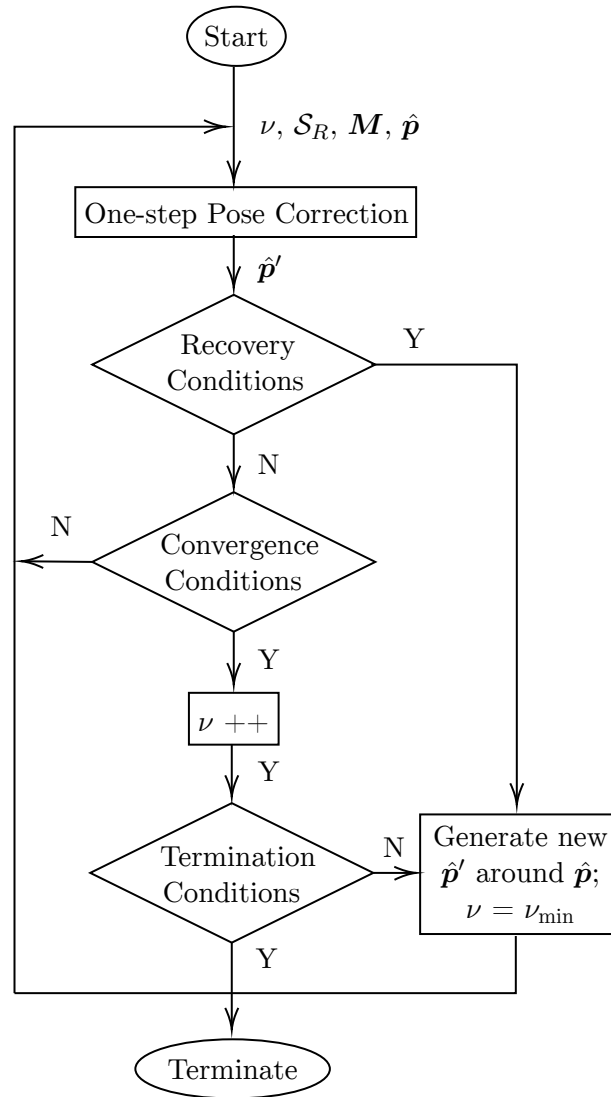 Start
ν, 𝒮_R, M, p̂
One-step Pose Correction
p̂′
Recovery
Conditions
Y
N
Convergence
Conditions
N
Y
ν ++
Y
Termination
Conditions
N
Generate new
p̂′ around p̂;
ν = ν_min
Y
Terminate